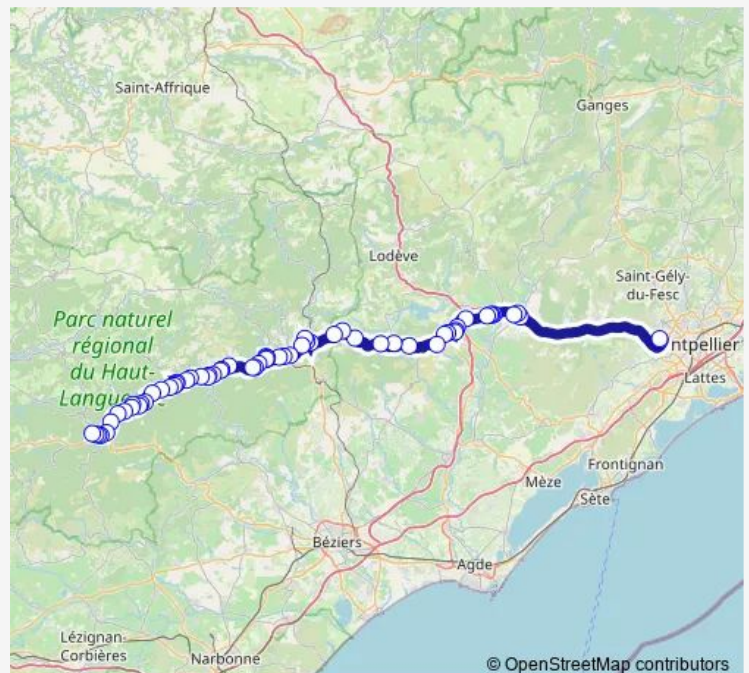 Saint-Affrique
Ganges
Lodève
Saint-Gély-
du-Fesc
Parc naturel
régional
du Haut-
Langue
ntpellier
Lattes
Frontignan
Mèze
Sète
Béziers
Agde
Lézignan-
Corbières
Narbonne
© OpenStreetMap contributors